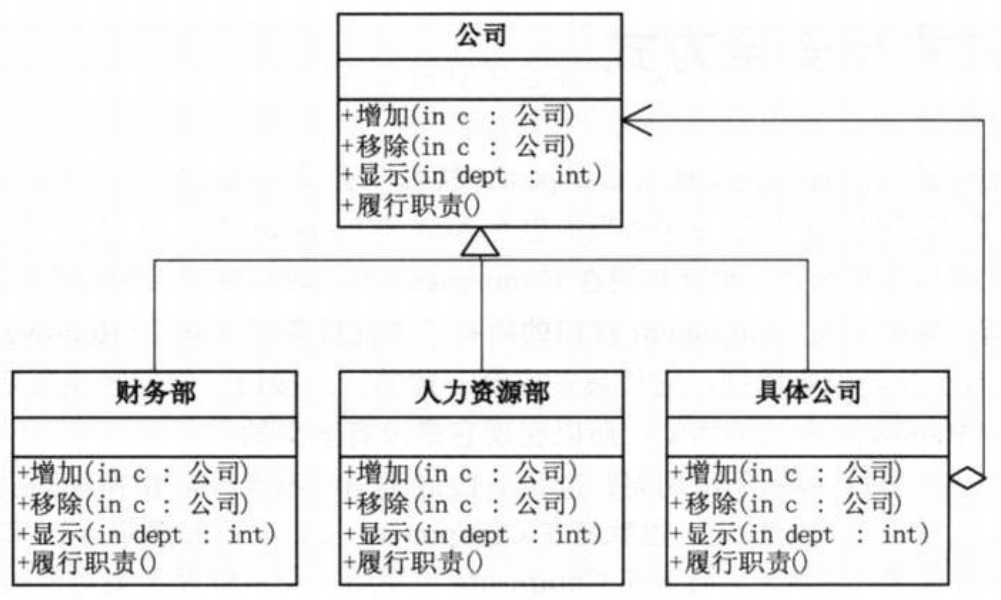 公司
+增加(in c : 公司)
+移除(in c : 公司)
+显示(in dept : int)
+履行职责()
财务部
+增加(in c : 公司)
+移除(in c : 公司)
+显示(in dept : int)
+履行职责()
人力资源部
+增加(in c : 公司)
+移除(in c : 公司)
+显示(in dept : int)
+履行职责()
具体公司
+增加(in c : 公司)
+移除(in c : 公司)
+显示(in dept : int)
+履行职责()